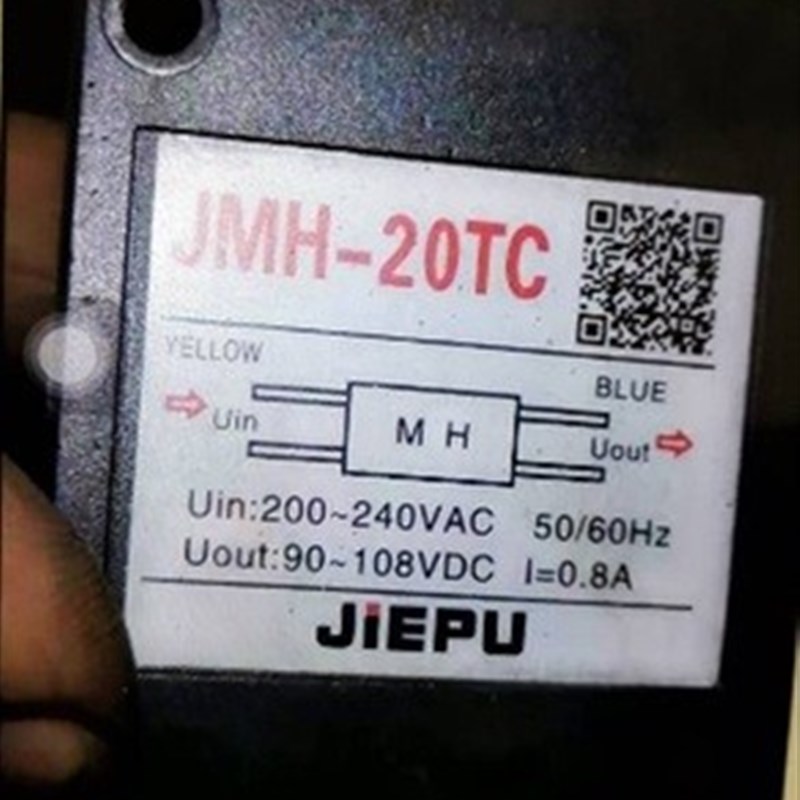 JMH-20TC
YELLOW
BLUE
Uin
M H
Uout
Uin:200~240VAC 50/60Hz
Uout:90~108VDC I=0.8A
JiEPU